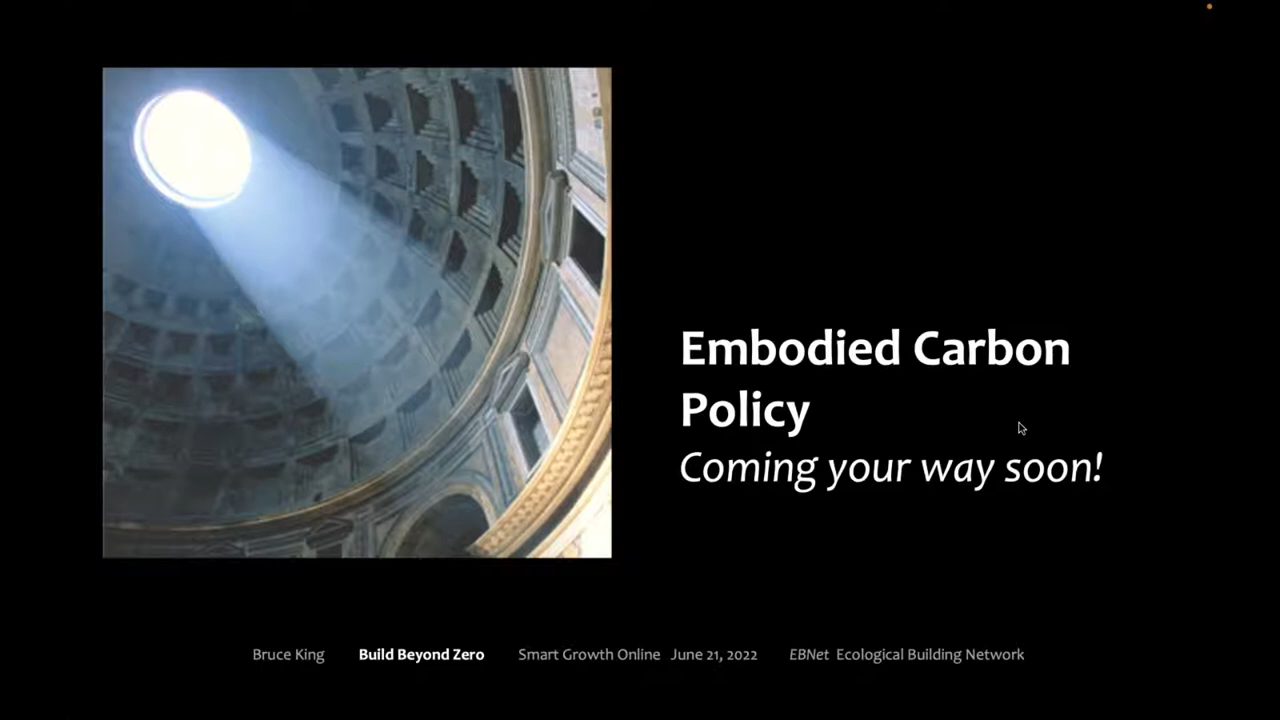 Embodied Carbon
Policy
Coming your way soon!
Bruce King Build Beyond Zero Smart Growth Online June 21, 2022 EBNet Ecological Building Network